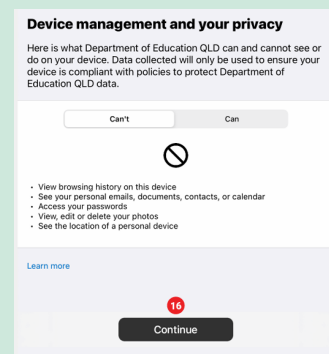 Device management and your privacy
Here is what Department of Education QLD can and cannot see or
do on your device. Data collected will only be used to ensure your
device is compliant with policies to protect Department of
Education QLD data.
Can't Can
• View browsing history on this device
• See your personal emails, documents, contacts, or calendar
• Access your passwords
• View, edit or delete your photos
• See the location of a personal device
Learn more
16
Continue